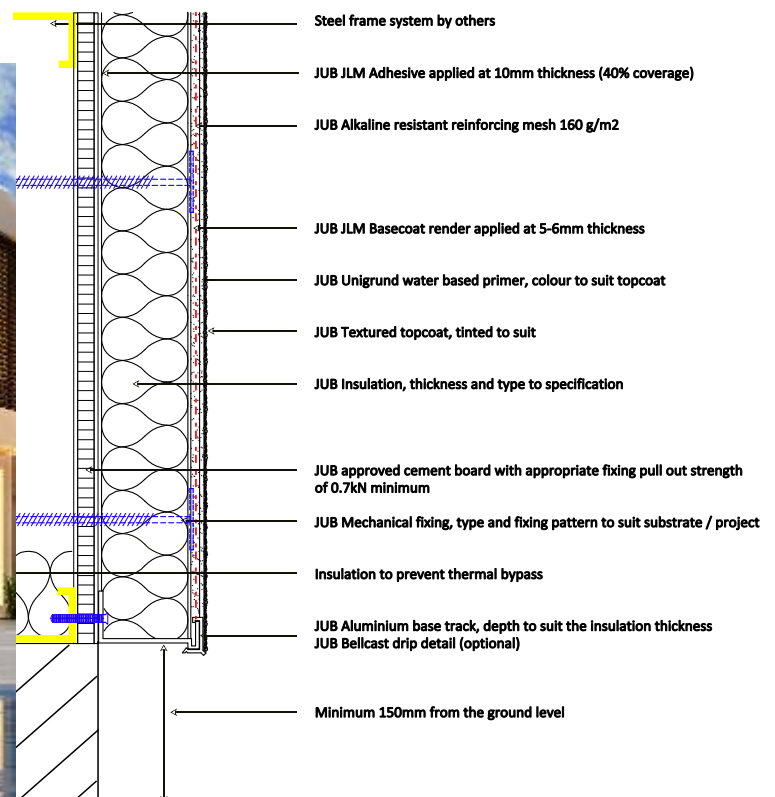 Steel frame system by others
JUB JLM Adhesive applied at 10mm thickness (40% coverage)
JUB Alkaline resistant reinforcing mesh 160 g/m2
JUB JLM Basecoat render applied at 5-6mm thickness
JUB Unigrund water based primer, colour to suit topcoat
JUB Textured topcoat, tinted to suit
JUB Insulation, thickness and type to specification
JUB approved cement board with appropriate fixing pull out strength
of 0.7kN minimum
JUB Mechanical fixing, type and fixing pattern to suit substrate / project
Insulation to prevent thermal bypass
JUB Aluminium base track, depth to suit the insulation thickness
JUB Bellcast drip detail (optional)
Minimum 150mm from the ground level